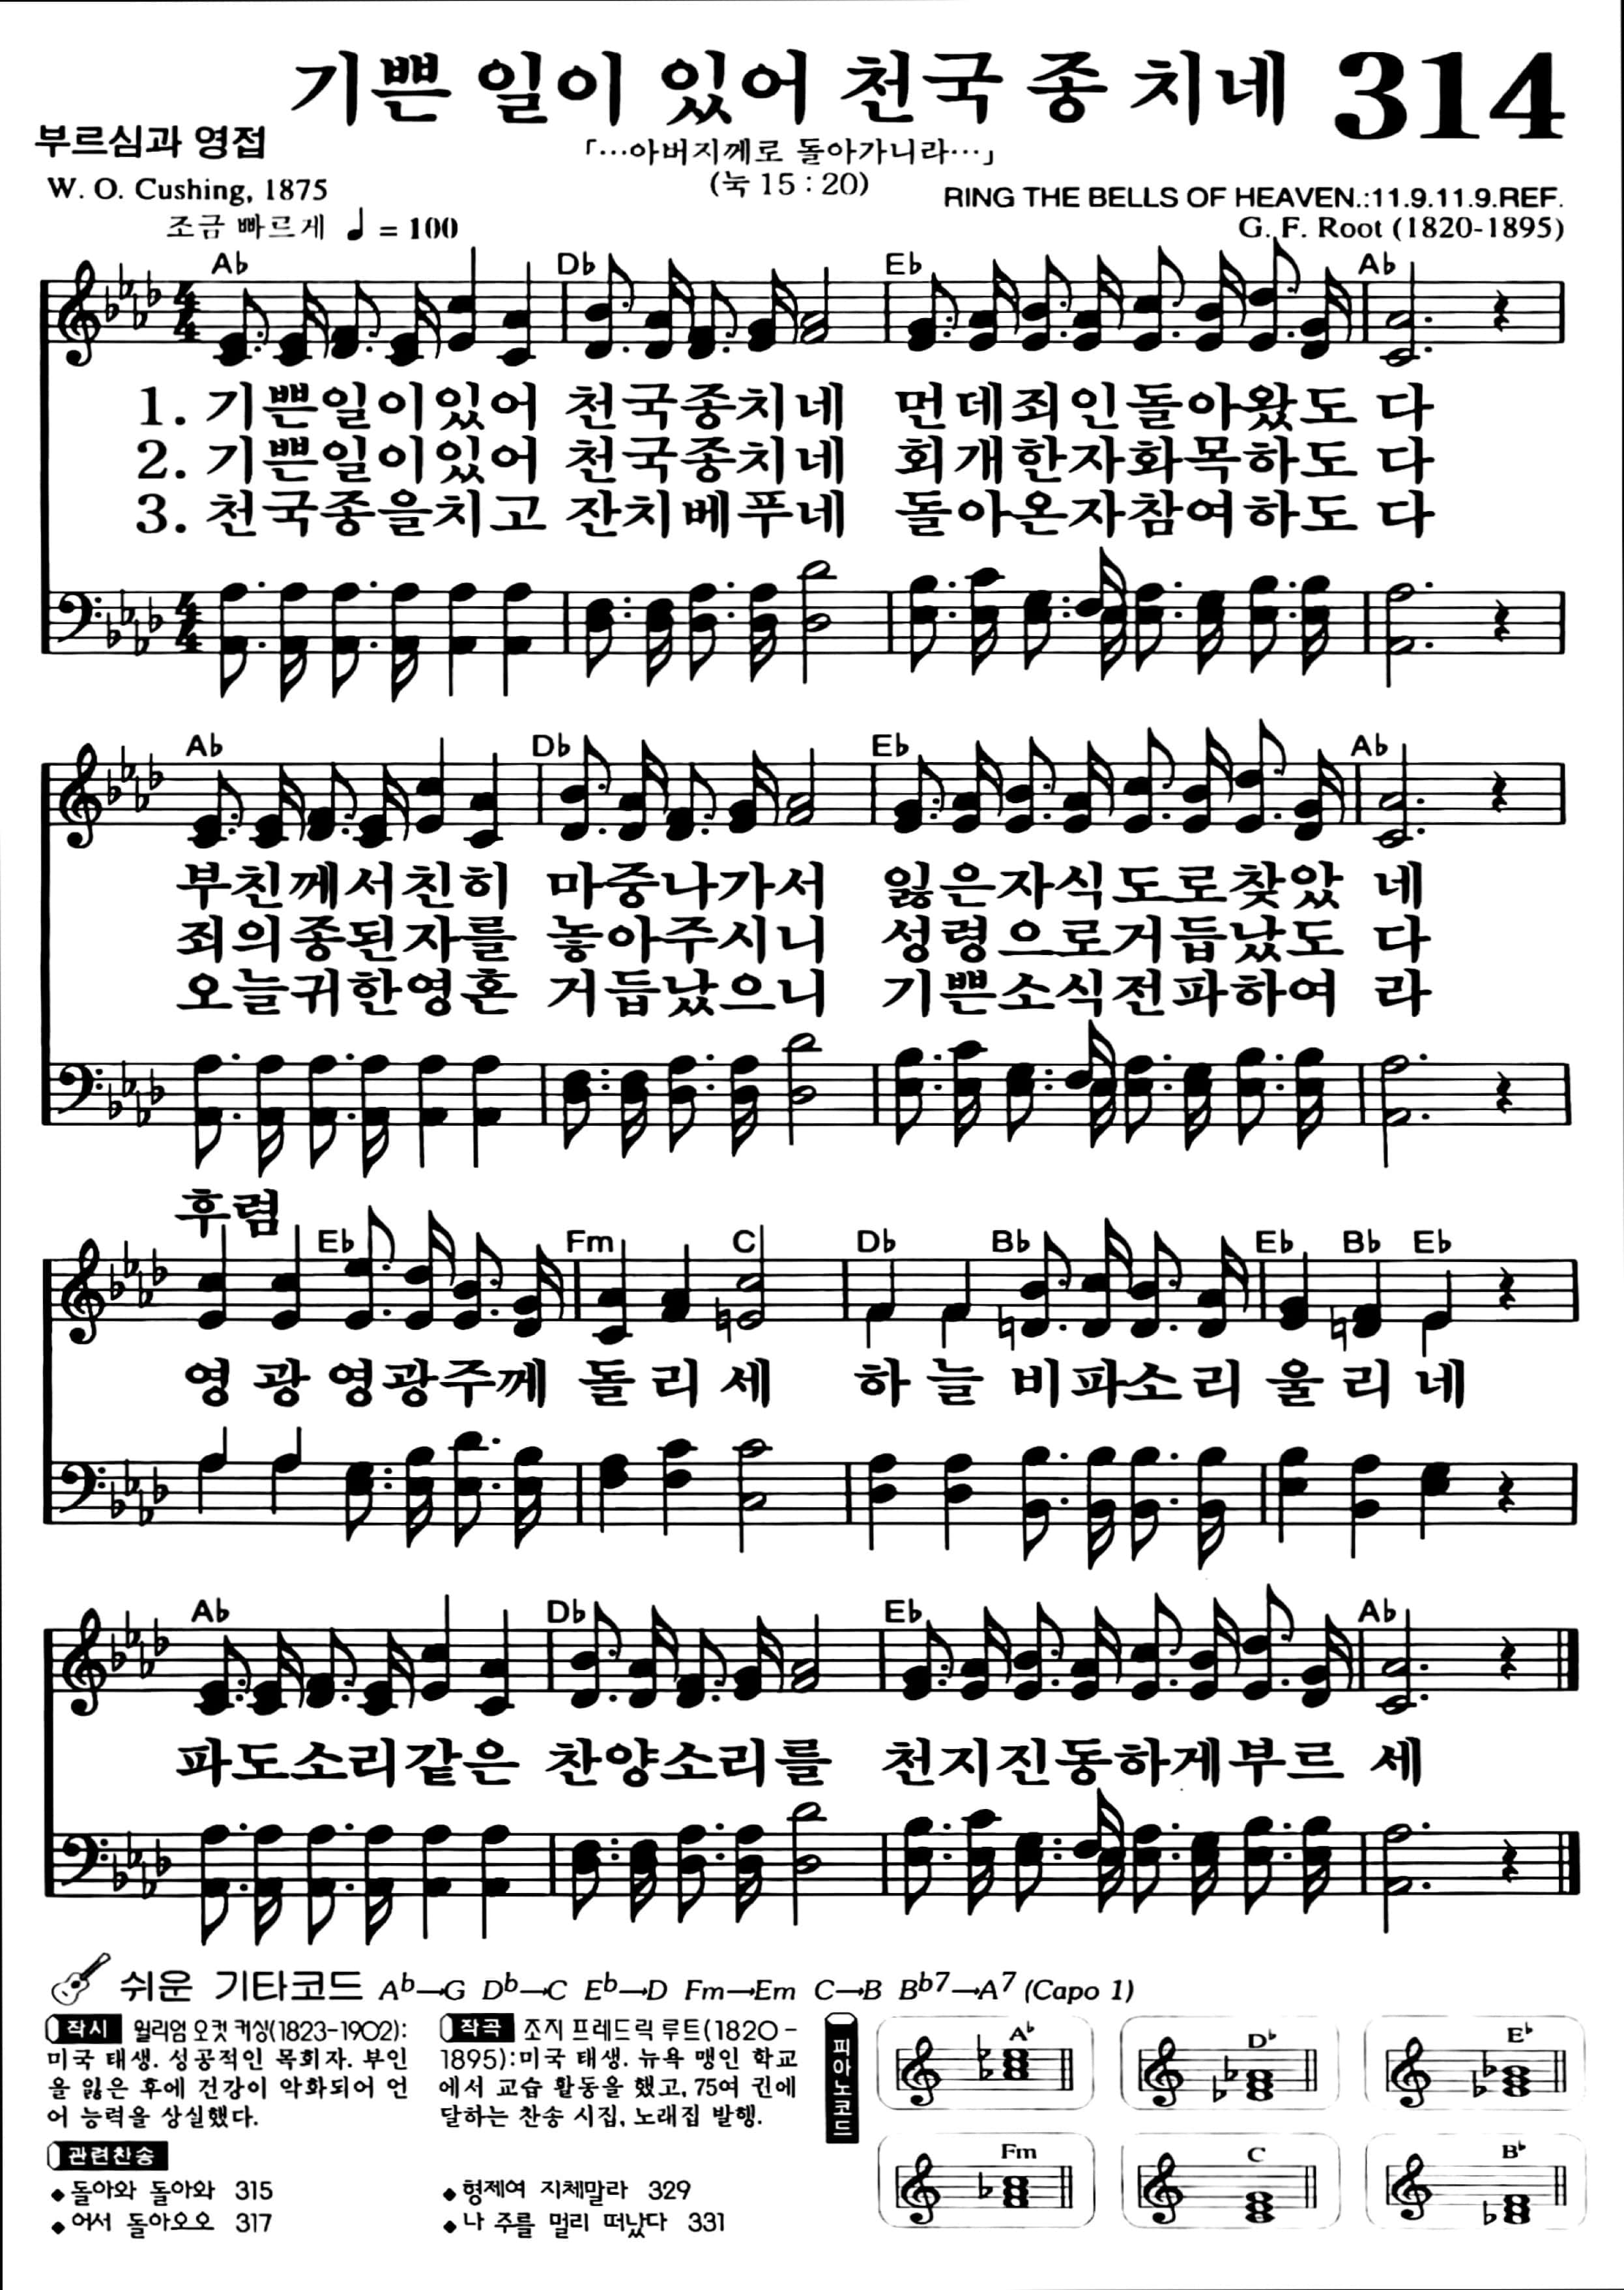 기쁜 일이 있어 천국 종 치네 314
부르심과 영접
「…아버지께로 돌아가니라…」
(눅 15 : 20)
W. O. Cushing, 1875
RING THE BELLS OF HEAVEN.:11.9.11.9.REF.
조금 빠르게 ♩ = 100
G. F. Root (1820-1895)
A♭ D♭ E♭ A♭
1. 기쁜일이있어 천국종치네 먼데죄인돌아왔도 다
2. 기쁜일이있어 천국종치네 회개한자화목하도 다
3. 천국종을치고 잔치베푸네 돌아온자참여하도 다
A♭ D♭ E♭ A♭
부친께서친히 마중나가서 잃은자식도로찾았 네
죄의종된자를 놓아주시니 성령으로거듭났도 다
오늘귀한영혼 거듭났으니 기쁜소식전파하여 라
후렴
E♭ Fm C D♭ B♭ E♭ B♭ E♭
영 광 영광주께 돌 리 세 하 늘 비파소리 울 리 네
A♭ D♭ E♭ A♭
파도소리같은 찬양소리를 천지진동하게부르 세
쉬운 기타코드 A♭→G D♭→C E♭→D Fm→Em C→B B♭7→A7 (Capo 1)
작시 윌리엄 오컷 커싱(1823-1902):
미국 태생. 성공적인 목회자. 부인
을 잃은 후에 건강이 악화되어 언
어 능력을 상실했다.
작곡 조지 프레드릭 루트(1820-
1895):미국 태생. 뉴욕 맹인 학교
에서 교습 활동을 했고, 75여 권에
달하는 찬송 시집, 노래집 발행.
관련찬송
◆돌아와 돌아와 315
◆어서 돌아오오 317
◆형제여 지체말라 329
◆나 주를 멀리 떠났다 331
피아노코드
A♭ D♭ E♭
Fm C B♭